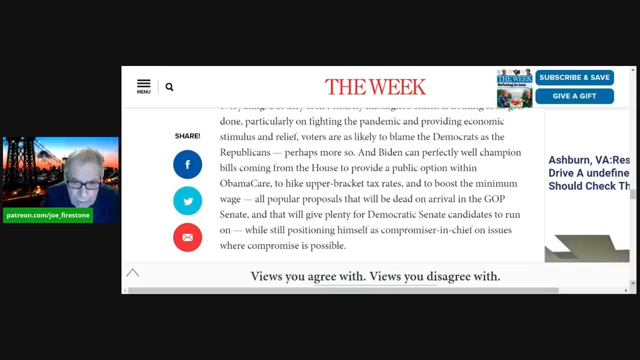 THE WEEK
MENU
THE WEEK
SUBSCRIBE & SAVE
GIVE A GIFT
done, particularly on fighting the pandemic and providing economic
stimulus and relief, voters are as likely to blame the Democrats as the
Republicans — perhaps more so. And Biden can perfectly well champion
bills coming from the House to provide a public option within
ObamaCare, to hike upper-bracket tax rates, and to boost the minimum
wage — all popular proposals that will be dead on arrival in the GOP
Senate, and that will give plenty for Democratic Senate candidates to run
on — while still positioning himself as compromiser-in-chief on issues
where compromise is possible.
SHARE!
Ashburn, VA:Res
Drive A undefine
Should Check Th
patreon.com/joe_firestone
Views you agree with. Views you disagree with.